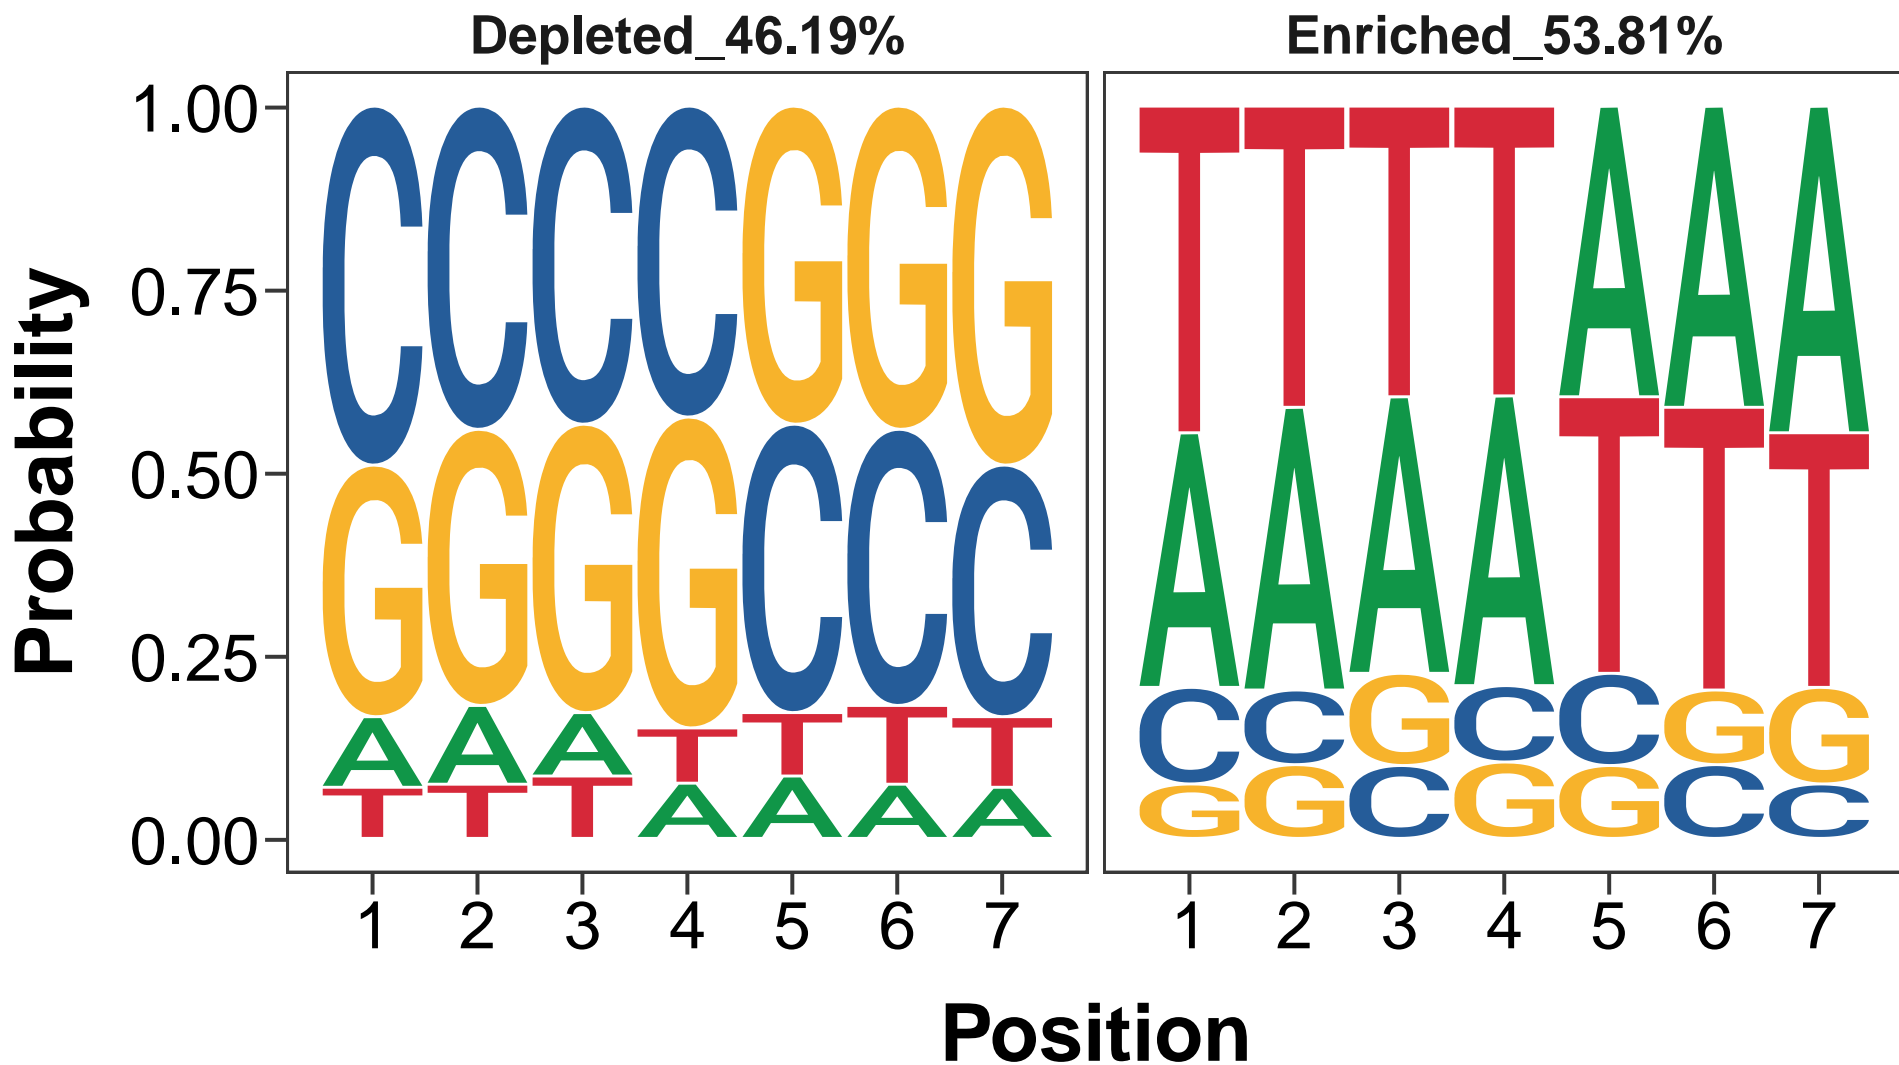 Depleted_46.19% Enriched_53.81%
Probability
1.00
0.75
0.50
0.25
0.00
CCCCGGG TTTTAAA
GGGGCCC AAAATTT
AAATTTT CCGCCGG
TTTAAAA GGCGGCC
1 2 3 4 5 6 7 1 2 3 4 5 6 7
Position